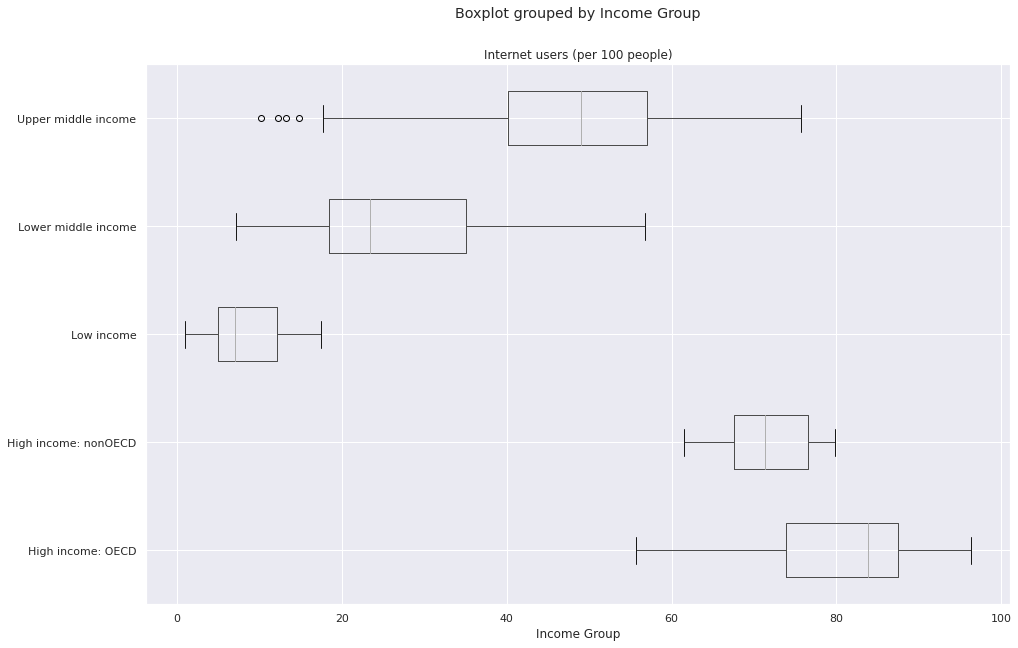 Boxplot grouped by Income Group
Internet users (per 100 people)
Upper middle income
Lower middle income
Low income
High income: nonOECD
High income: OECD
0 20 40 60 80 100
Income Group